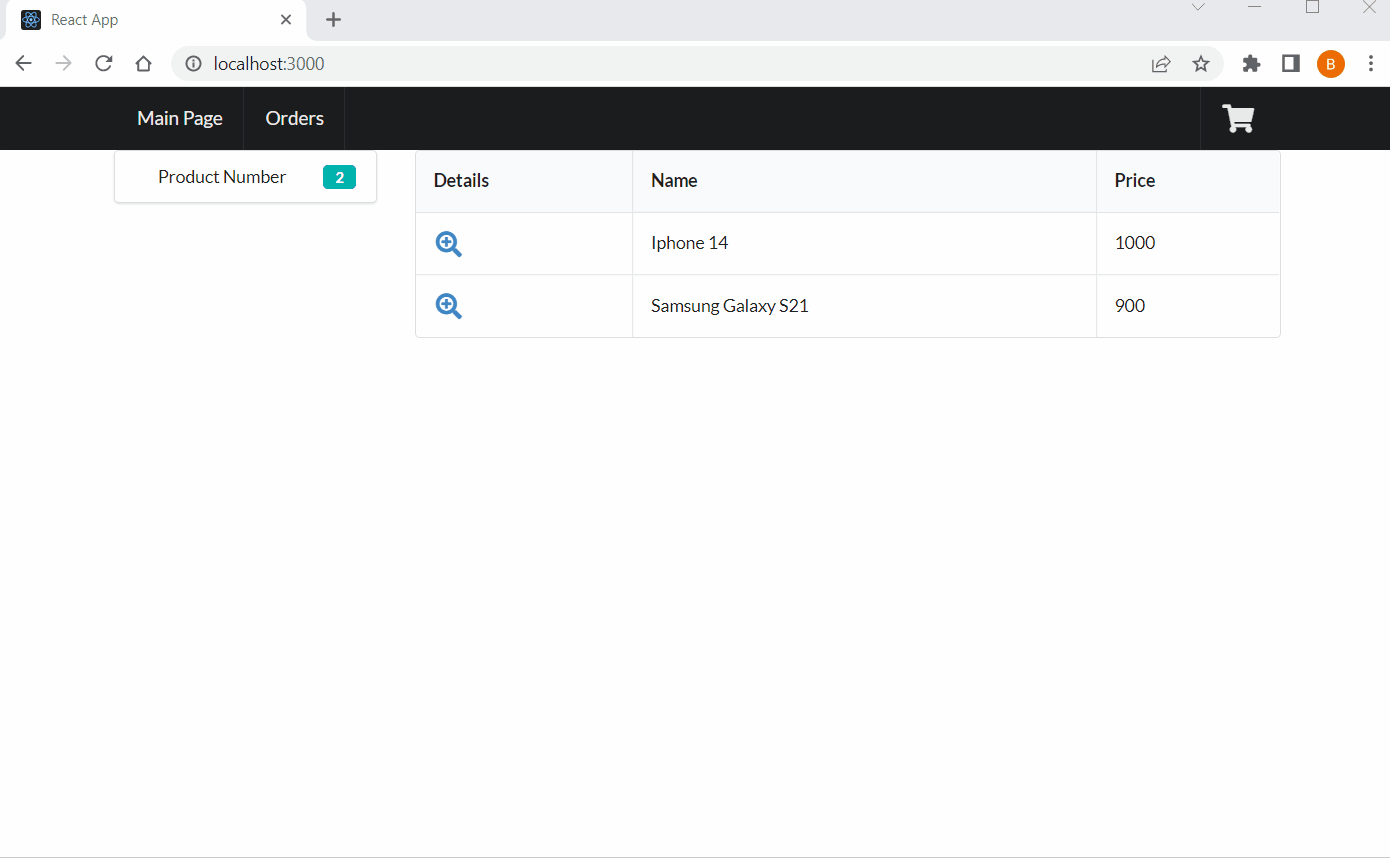 React App
localhost:3000
B
Main Page Orders
Product Number 2
Details Name Price
Iphone 14 1000
Samsung Galaxy S21 900